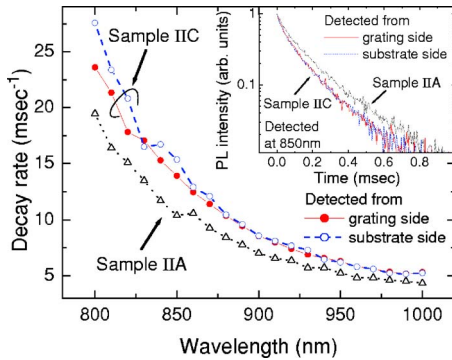 Decay rate (msec-1)
25
20
15
10
5
800
850
900
950
1000
Wavelength (nm)
Sample IIC
Sample IIA
Detected from
grating side
substrate side
PL intensity (arb. units)
1
0.1
0.0
0.2
0.4
0.6
0.8
Time (msec)
Detected from
grating side
substrate side
Sample IIC
Sample IIA
Detected
at 850nm